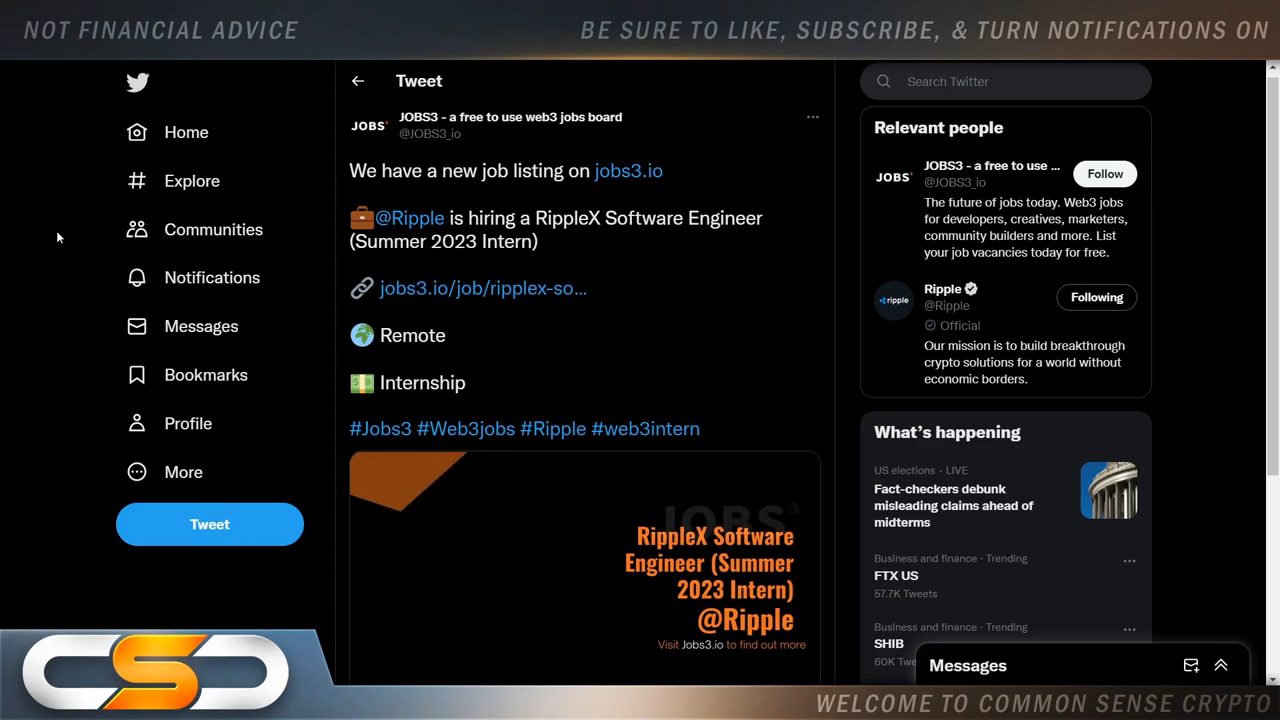 NOT FINANCIAL ADVICE
BE SURE TO LIKE, SUBSCRIBE, & TURN NOTIFICATIONS ON
Home
Explore
Communities
Notifications
Messages
Bookmarks
Profile
More
Tweet
Tweet
JOBS3 - a free to use web3 jobs board
JOBS³
@JOBS3_io
We have a new job listing on jobs3.io
@Ripple is hiring a RippleX Software Engineer
(Summer 2023 Intern)
jobs3.io/job/ripplex-so...
Remote
Internship
#Jobs3 #Web3jobs #Ripple #web3intern
JOBS³
RippleX Software
Engineer (Summer
2023 Intern)
@Ripple
Visit Jobs3.io to find out more
Search Twitter
Relevant people
JOBS3 - a free to use ...
JOBS³
@JOBS3_io
Follow
The future of jobs today. Web3 jobs
for developers, creatives, marketers,
community builders and more. List
your job vacancies today for free.
Ripple
ripple
@Ripple
Official
Following
Our mission is to build breakthrough
crypto solutions for a world without
economic borders.
What's happening
US elections · LIVE
Fact-checkers debunk
misleading claims ahead of
midterms
Business and finance · Trending
FTX US
57.7K Tweets
Business and finance · Trending
SHIB
60K Twe
Messages
CSC
WELCOME TO COMMON SENSE CRYPTO